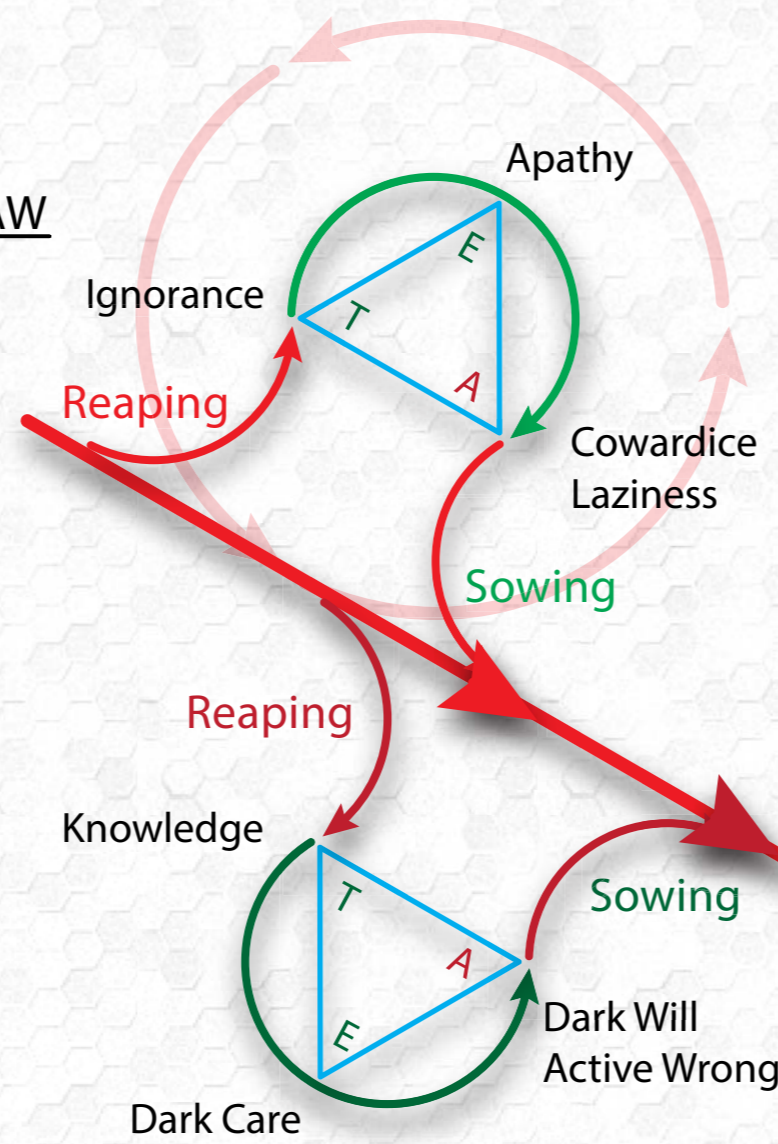 Apathy
AW
E
Ignorance
T
A
Reaping
Cowardice
Laziness
Sowing
Reaping
Knowledge
T
Sowing
A
Dark Will
Active Wrong
E
Dark Care